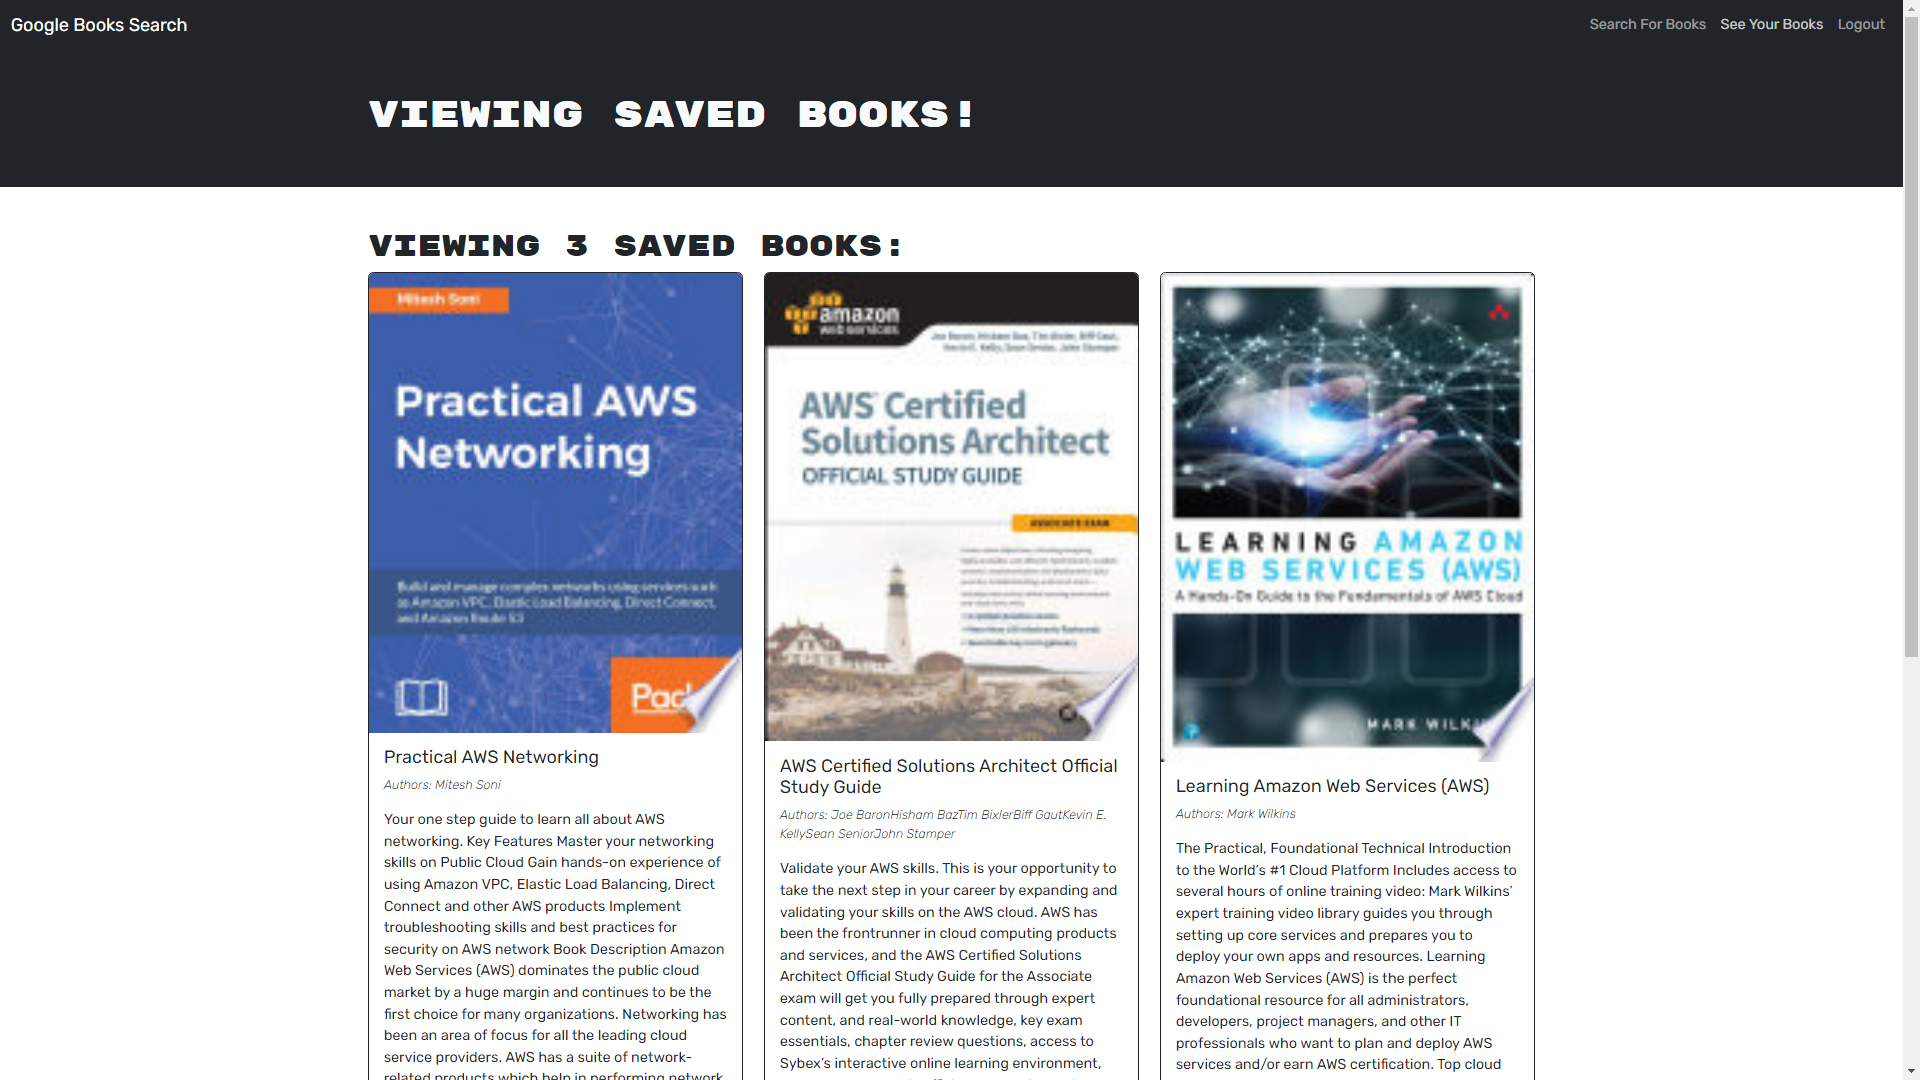 Google Books Search
Search For Books
See Your Books
Logout
VIEWING SAVED BOOKS!
VIEWING 3 SAVED BOOKS:
Mitesh Soni
Practical AWS
Networking
Build and manage complex networks using services such
as Amazon VPC, Elastic Load Balancing, Direct Connect,
and Amazon Route 53
Practical AWS Networking
Authors: Mitesh Soni
Your one step guide to learn all about AWS
networking. Key Features Master your networking
skills on Public Cloud Gain hands-on experience of
using Amazon VPC, Elastic Load Balancing, Direct
Connect and other AWS products Implement
troubleshooting skills and best practices for
security on AWS network Book Description Amazon
Web Services (AWS) dominates the public cloud
market by a huge margin and continues to be the
first choice for many organizations. Networking has
been an area of focus for all the leading cloud
service providers. AWS has a suite of network-
related products which help in performing network
amazon
web services
Joe Baron, Hisham Baz, Tim Bixler, Biff Gaut,
Kevin E. Kelly, Sean Senior, John Stamper
AWS Certified
Solutions Architect
OFFICIAL STUDY GUIDE
ASSOCIATE EXAM
AWS Certified Solutions Architect Official
Study Guide
Authors: Joe BaronHisham BazTim BixlerBiff GautKevin E.
KellySean SeniorJohn Stamper
Validate your AWS skills. This is your opportunity to
take the next step in your career by expanding and
validating your skills on the AWS cloud. AWS has
been the frontrunner in cloud computing products
and services, and the AWS Certified Solutions
Architect Official Study Guide for the Associate
exam will get you fully prepared through expert
content, and real-world knowledge, key exam
essentials, chapter review questions, access to
Sybex’s interactive online learning environment,
LEARNING AMAZON
WEB SERVICES (AWS)
A Hands-On Guide to the Fundamentals of AWS Cloud
MARK
Learning Amazon Web Services (AWS)
Authors: Mark Wilkins
The Practical, Foundational Technical Introduction
to the World’s #1 Cloud Platform Includes access to
several hours of online training video: Mark Wilkins’
expert training video library guides you through
setting up core services and prepares you to
deploy your own apps and resources. Learning
Amazon Web Services (AWS) is the perfect
foundational resource for all administrators,
developers, project managers, and other IT
professionals who want to plan and deploy AWS
services and/or earn AWS certification. Top cloud